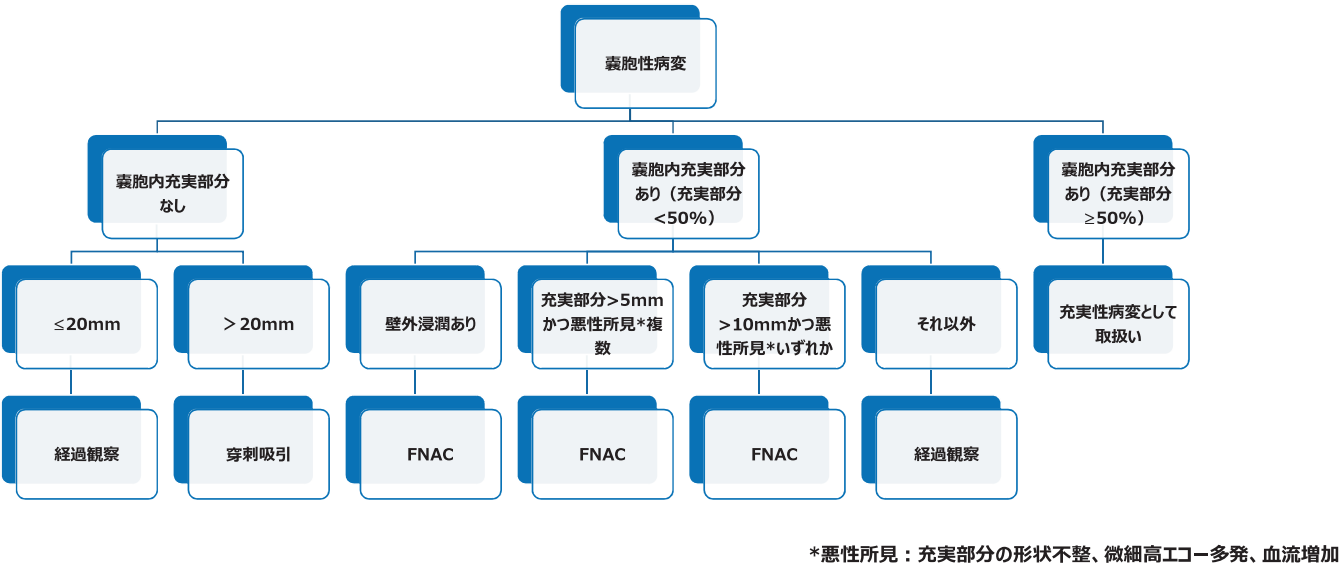 嚢胞性病変
嚢胞内充実部分
なし
嚢胞内充実部分
あり（充実部分
<50%）
嚢胞内充実部分
あり（充実部分
≥50%）
≤20mm
＞20mm
壁外浸潤あり
充実部分>5mm
かつ悪性所見*複
数
充実部分
>10mmかつ悪
性所見*いずれか
それ以外
充実性病変として
取扱い
経過観察
穿刺吸引
FNAC
FNAC
FNAC
経過観察
*悪性所見：充実部分の形状不整、微細高エコー多発、血流増加